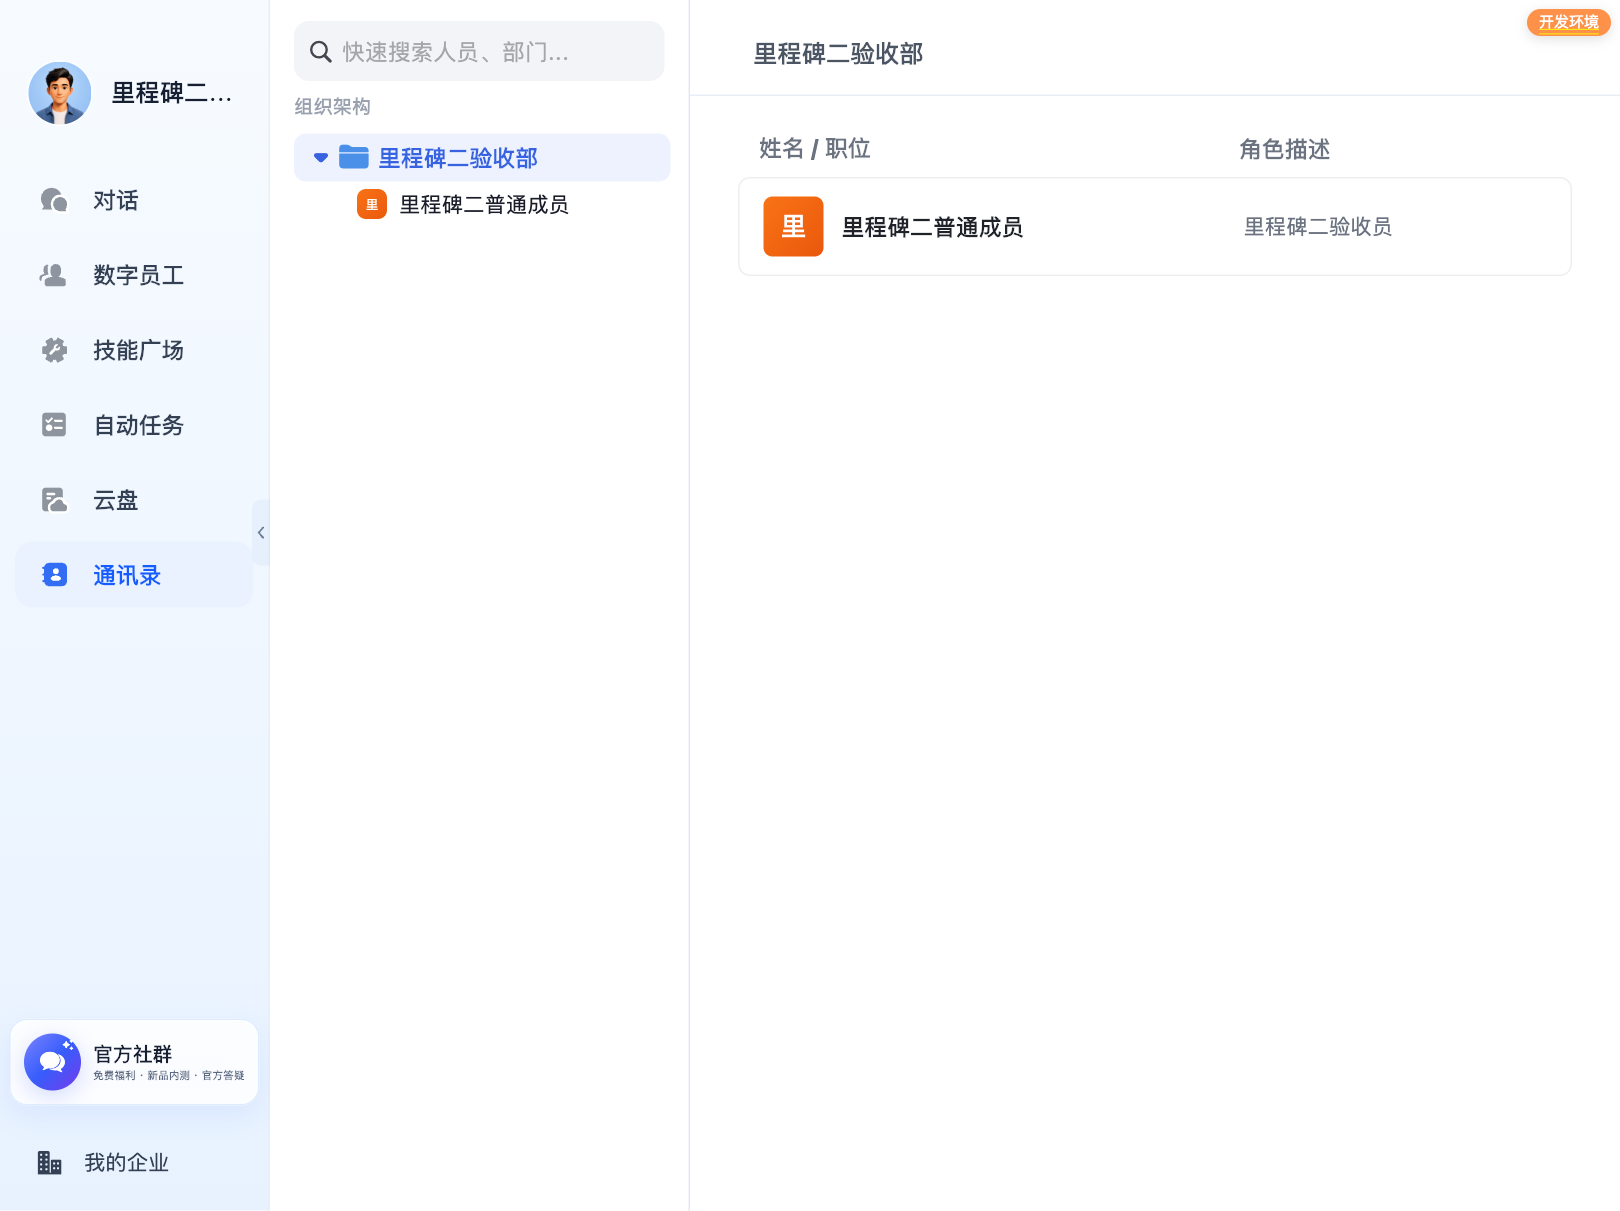 里程碑二...
对话
数字员工
技能广场
自动任务
云盘
通讯录
官方社群
免费福利 · 新品内测 · 官方答疑
我的企业
快速搜索人员、部门...
组织架构
里程碑二验收部
里 里程碑二普通成员
开发环境
里程碑二验收部
姓名 / 职位 角色描述
里 里程碑二普通成员 里程碑二验收员